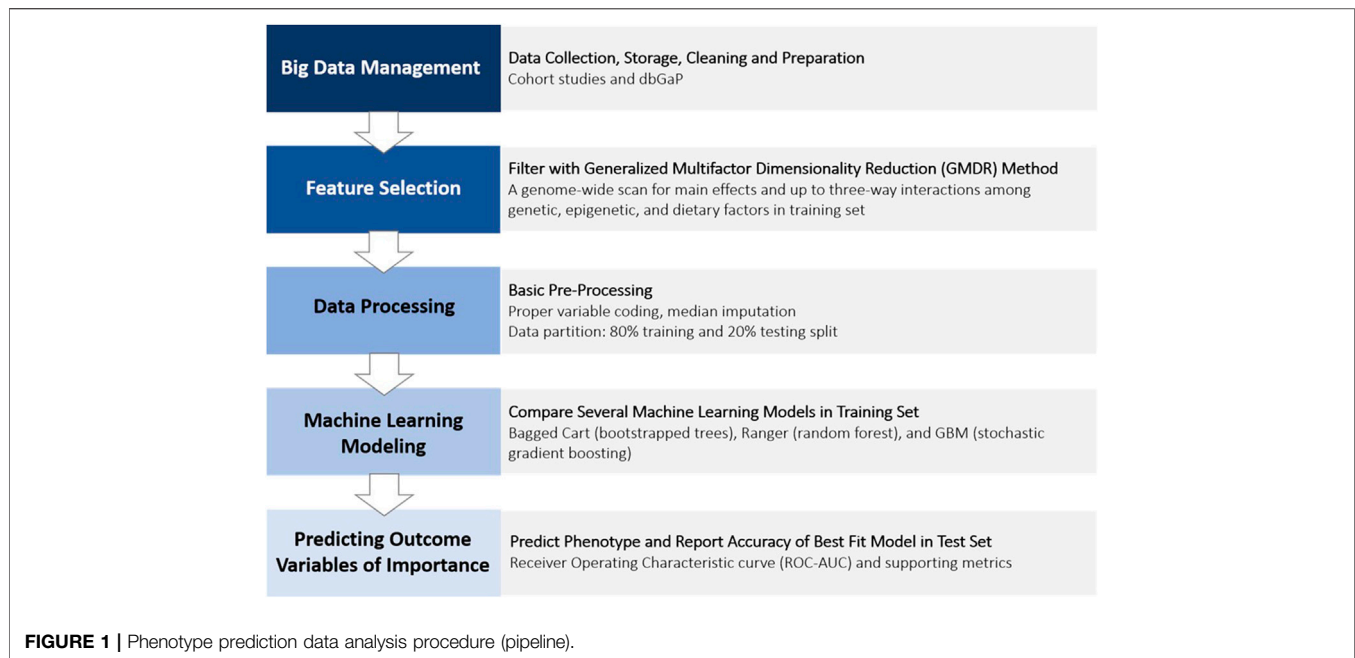 Big Data Management
Data Collection, Storage, Cleaning and Preparation
Cohort studies and dbGaP
Feature Selection
Filter with Generalized Multifactor Dimensionality Reduction (GMDR) Method
A genome-wide scan for main effects and up to three-way interactions among
genetic, epigenetic, and dietary factors in training set
Data Processing
Basic Pre-Processing
Proper variable coding, median imputation
Data partition: 80% training and 20% testing split
Machine Learning
Modeling
Compare Several Machine Learning Models in Training Set
Bagged Cart (bootstrapped trees), Ranger (random forest), and GBM (stochastic
gradient boosting)
Predicting Outcome
Variables of Importance
Predict Phenotype and Report Accuracy of Best Fit Model in Test Set
Receiver Operating Characteristic curve (ROC-AUC) and supporting metrics
FIGURE 1 | Phenotype prediction data analysis procedure (pipeline).